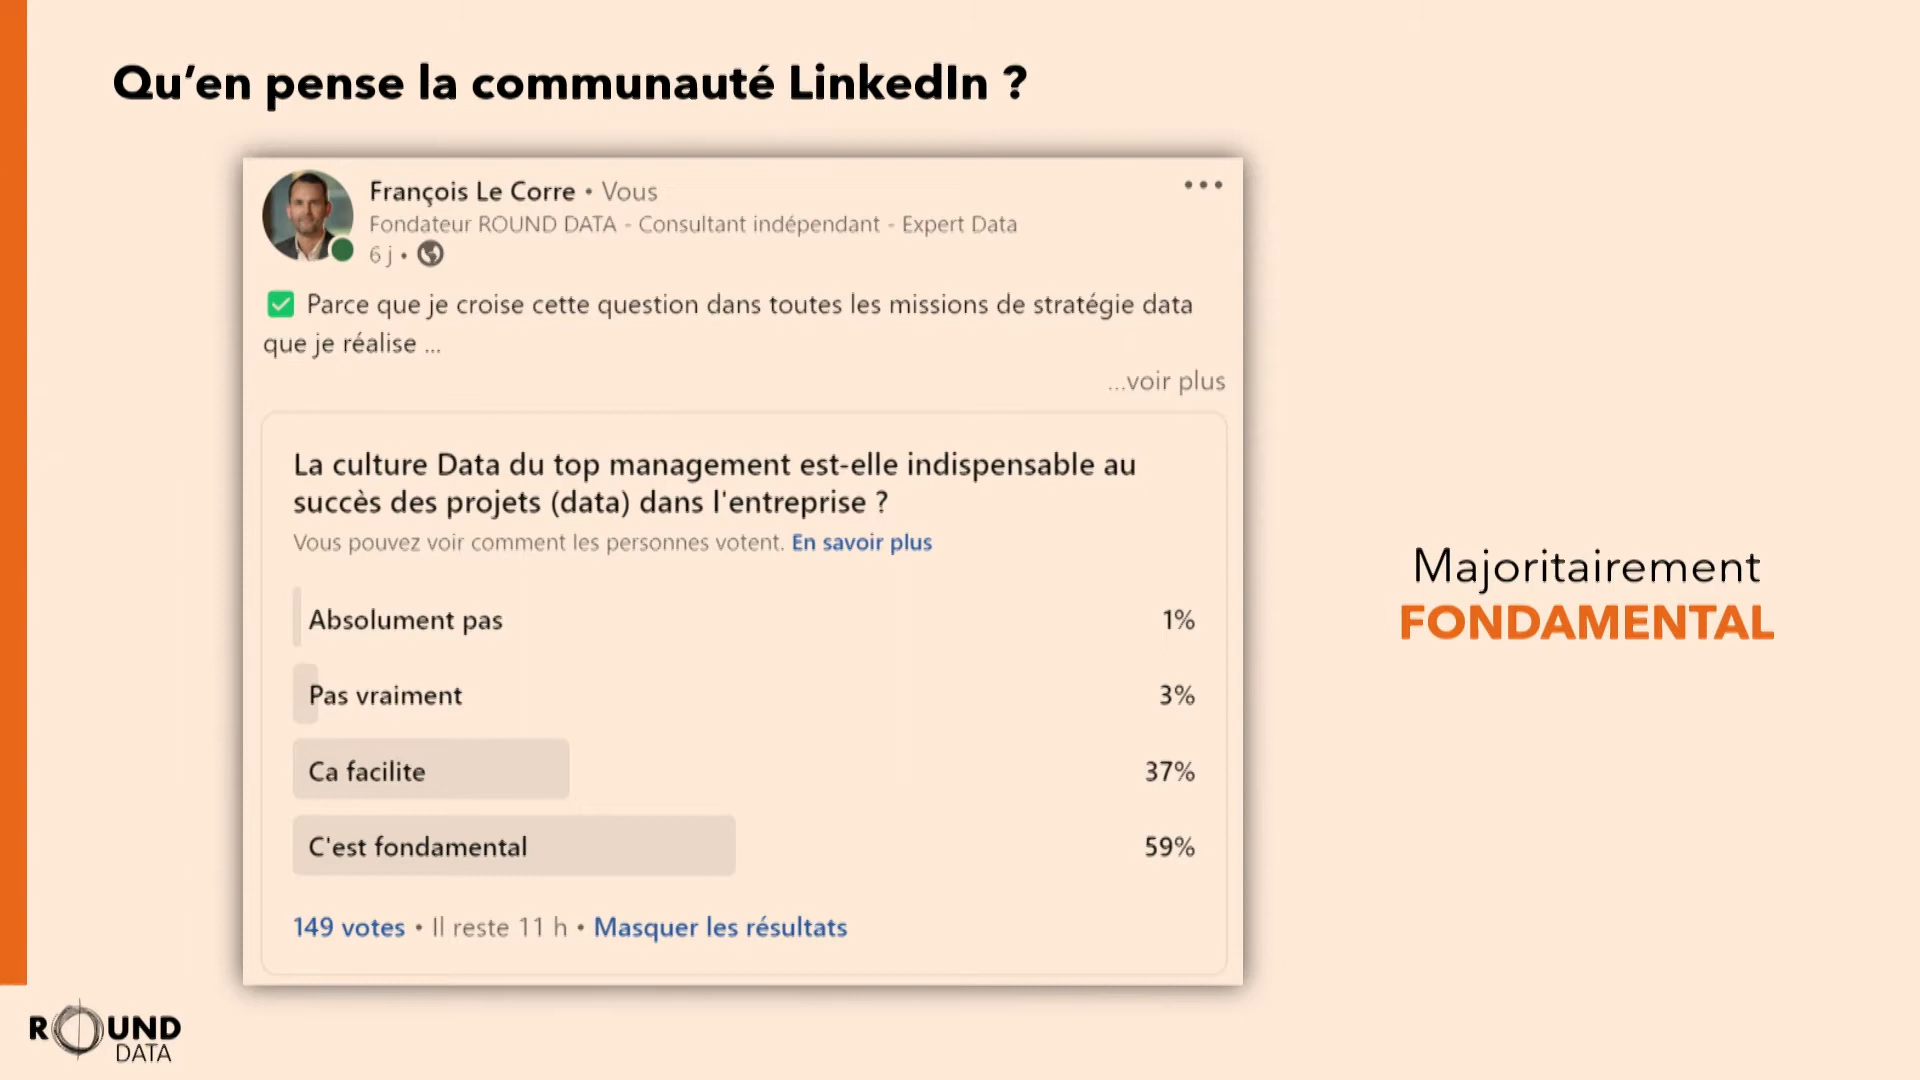 Qu’en pense la communauté LinkedIn ?
François Le Corre • Vous
Fondateur ROUND DATA - Consultant indépendant - Expert Data
6 j •
✅ Parce que je croise cette question dans toutes les missions de stratégie data
que je réalise ...
...voir plus
La culture Data du top management est-elle indispensable au
succès des projets (data) dans l'entreprise ?
Vous pouvez voir comment les personnes votent. En savoir plus
Absolument pas 1%
Pas vraiment 3%
Ca facilite 37%
C'est fondamental 59%
149 votes • Il reste 11 h • Masquer les résultats
Majoritairement
FONDAMENTAL
ROUND
DATA